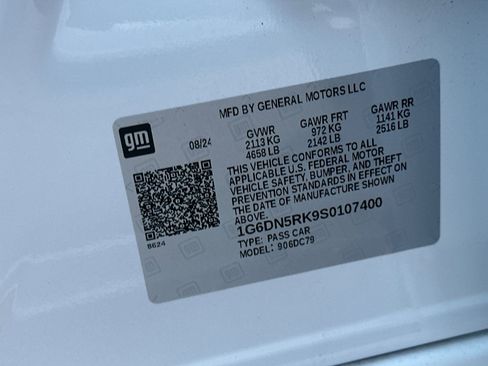 MFD BY GENERAL MOTORS LLC
gm
08/24
GVWR GAWR FRT GAWR RR
2113 KG 972 KG 1141 KG
4658 LB 2142 LB 2516 LB
THIS VEHICLE CONFORMS TO ALL
APPLICABLE U.S. FEDERAL MOTOR
VEHICLE SAFETY, BUMPER, AND THEFT
PREVENTION STANDARDS IN EFFECT ON
THE DATE OF MANUFACTURE SHOWN
ABOVE.
1G6DN5RK9S0107400
TYPE: PASS CAR
MODEL: 906DC79
B624